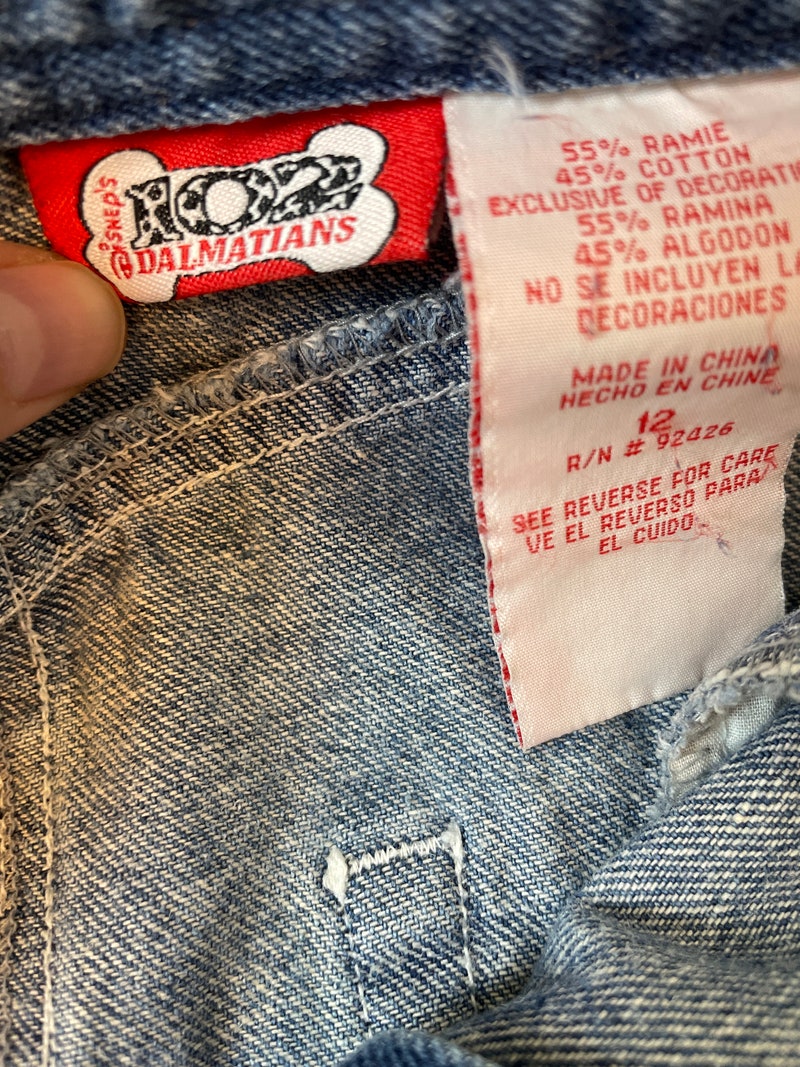 DISNEY'S
102
DALMATIANS
55% RAMIE
45% COTTON
EXCLUSIVE OF DECORATI
55% RAMINA
45% ALGODON
NO SE INCLUYEN LA
DECORACIONES
MADE IN CHINA
HECHO EN CHINE
12
R/N # 92426
SEE REVERSE FOR CARE
VE EL REVERSO PARA
EL CUIDO